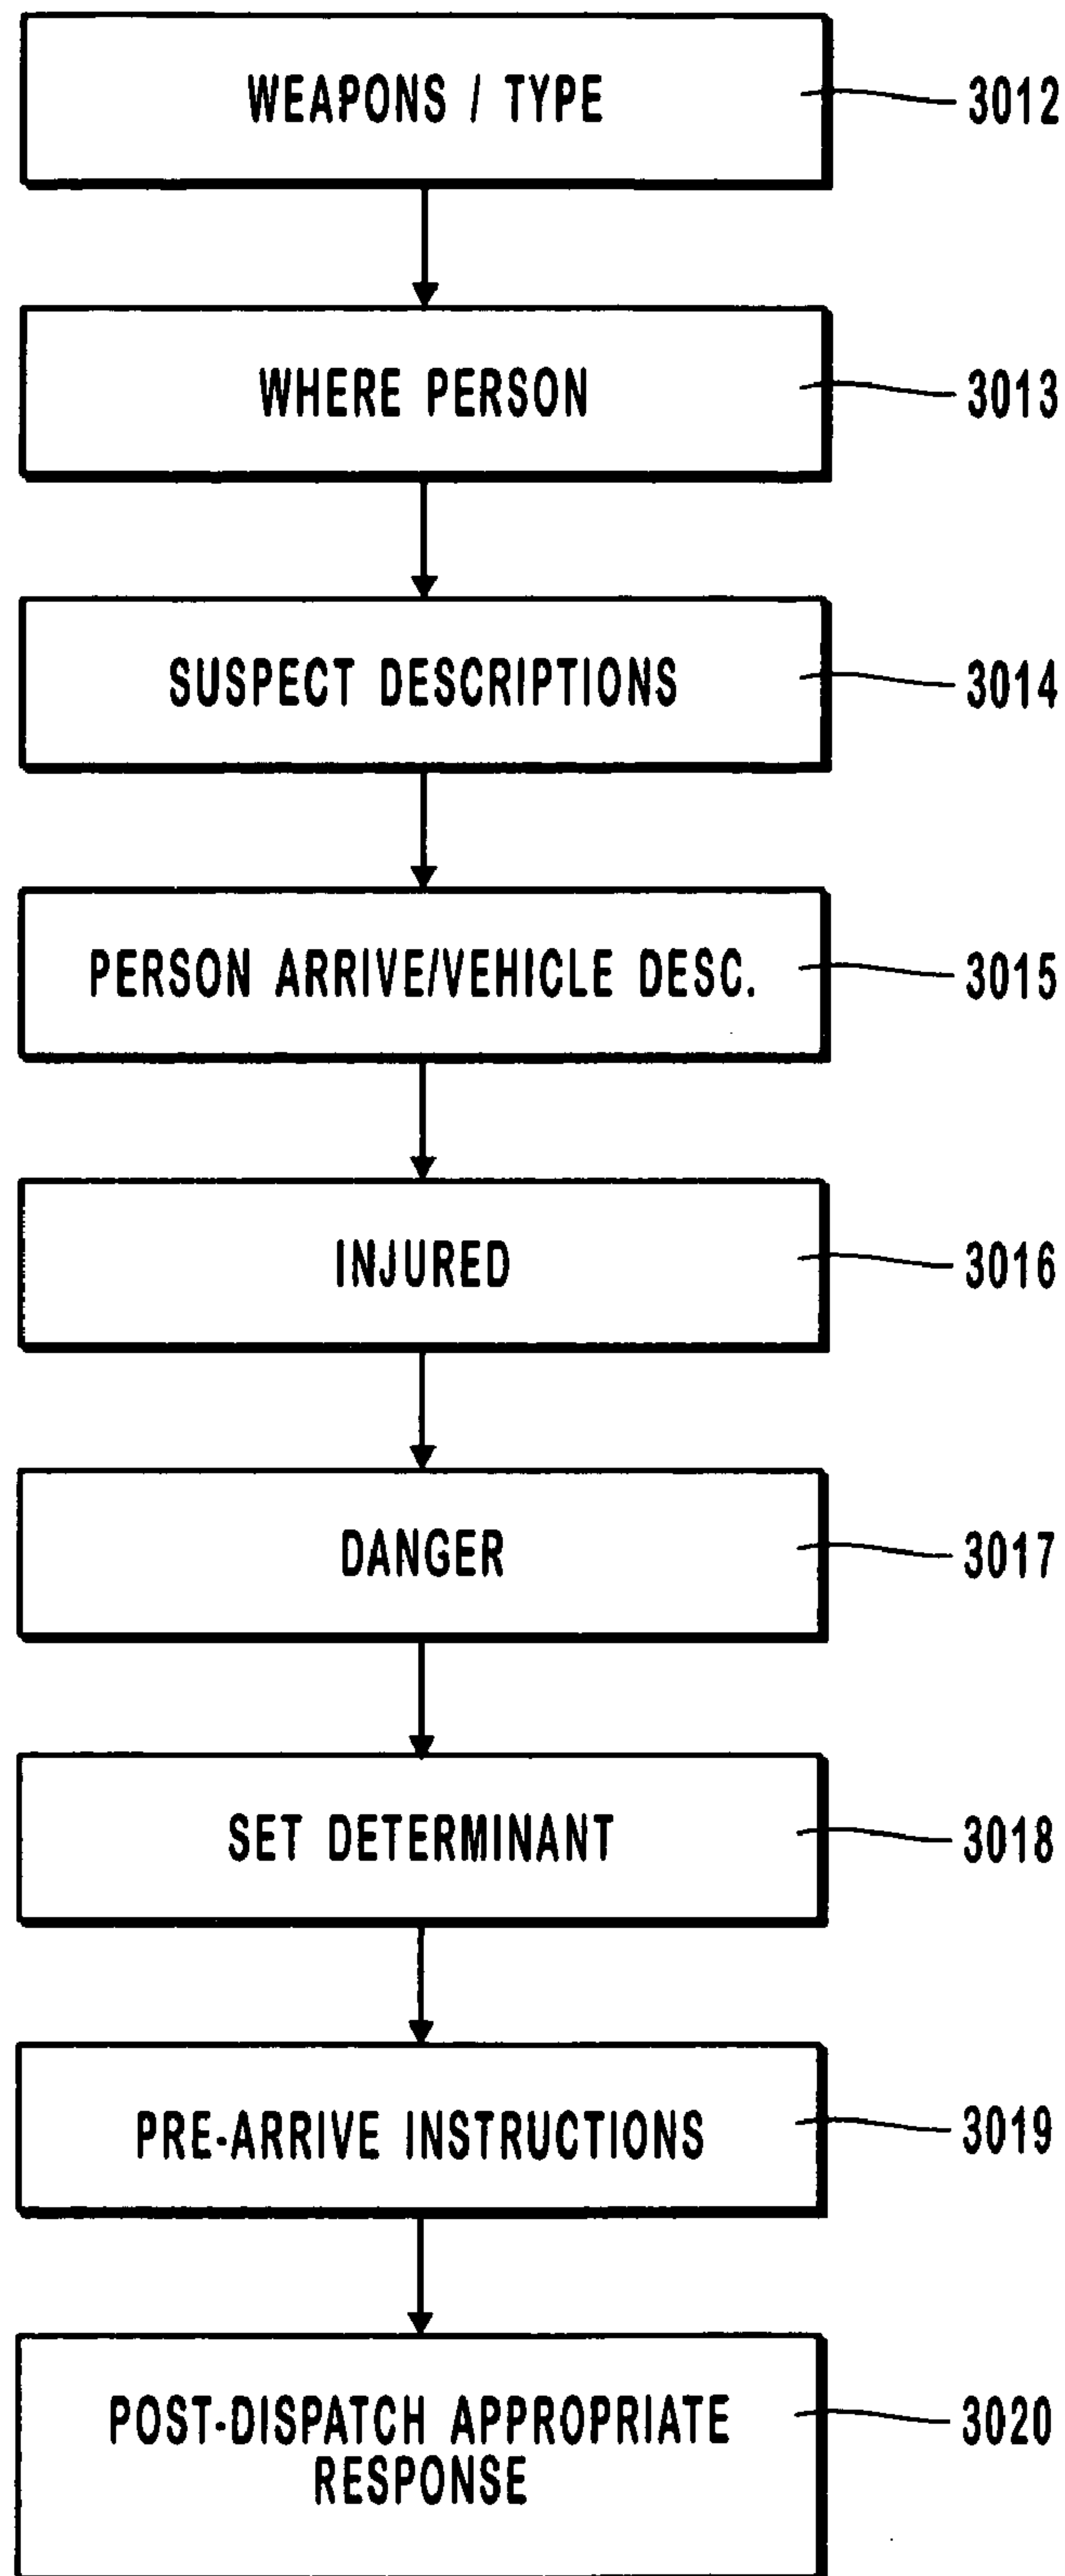 WEAPONS / TYPE
3012
WHERE PERSON
3013
SUSPECT DESCRIPTIONS
3014
PERSON ARRIVE/VEHICLE DESC.
3015
INJURED
3016
DANGER
3017
SET DETERMINANT
3018
PRE-ARRIVE INSTRUCTIONS
3019
POST-DISPATCH APPROPRIATE
RESPONSE
3020